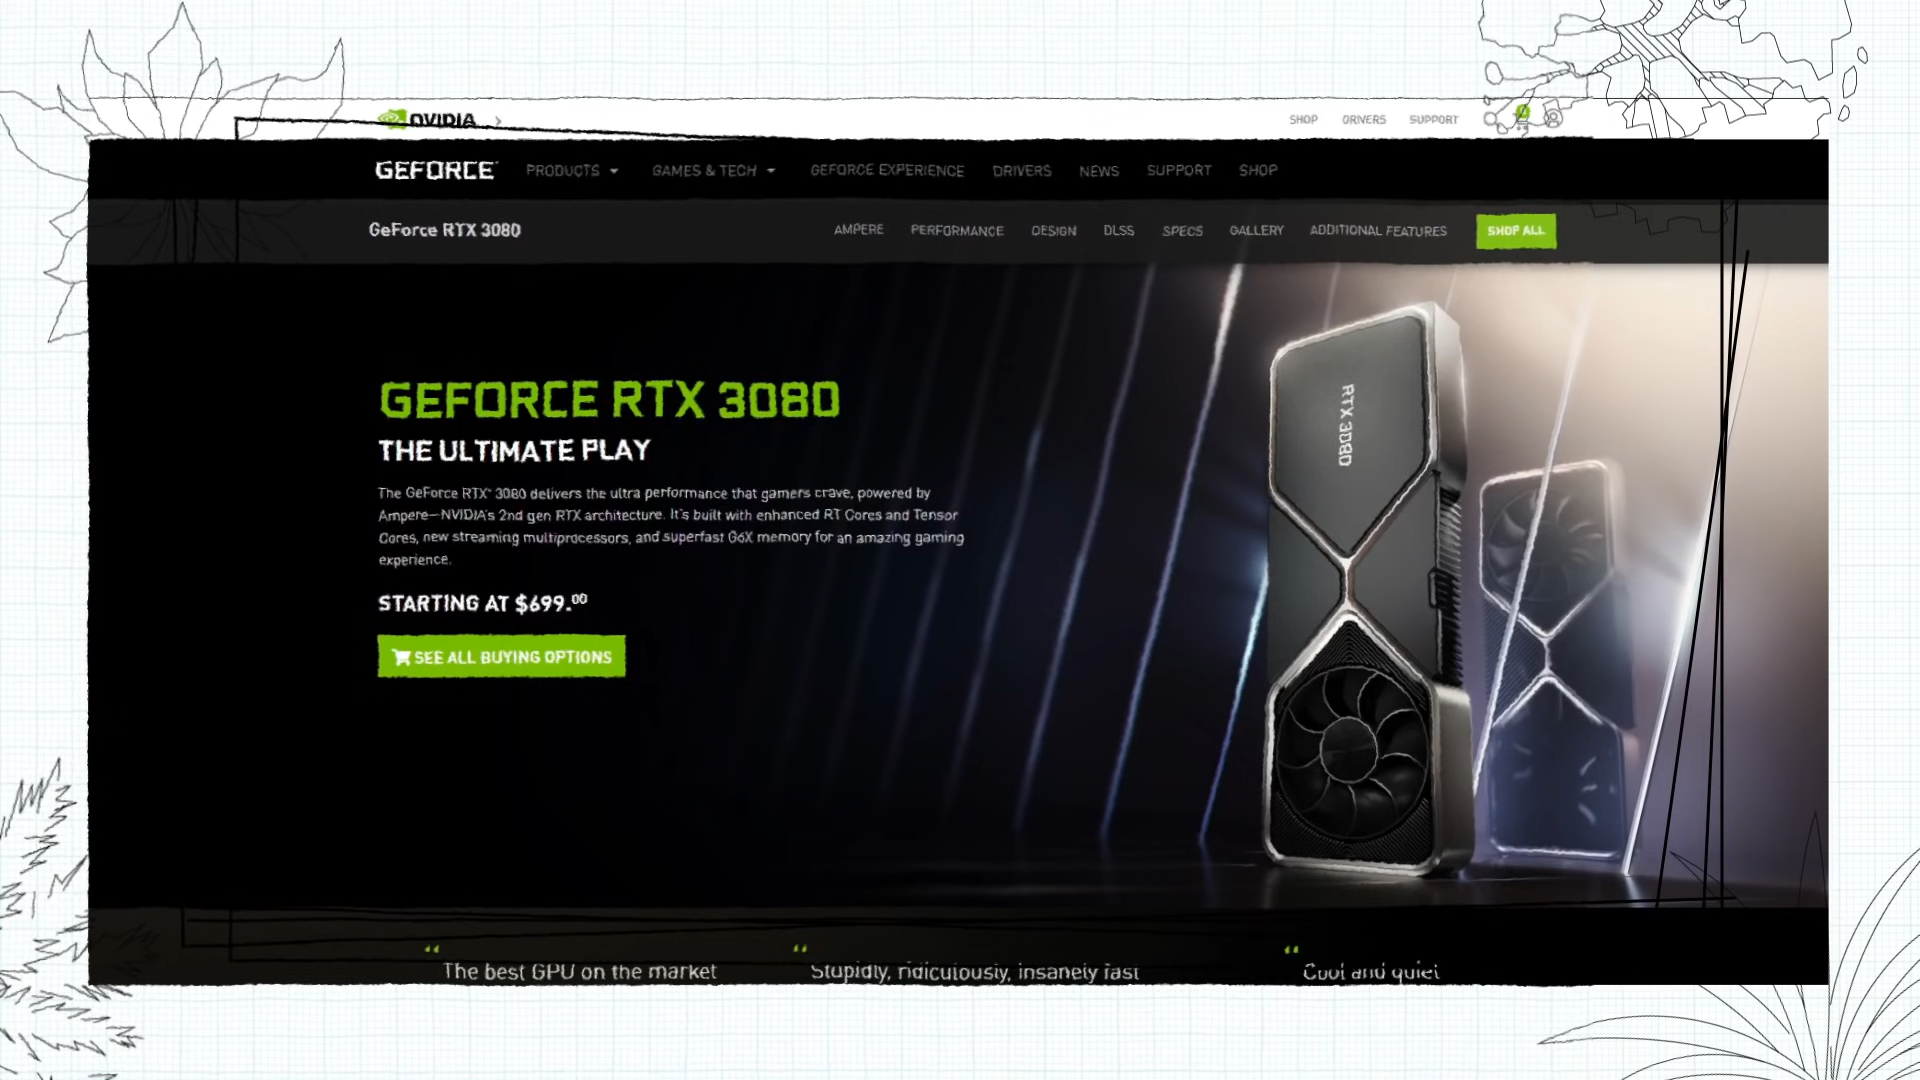 NVIDIA
SHOP DRIVERS SUPPORT
GEFORCE PRODUCTS GAMES & TECH GEFORCE EXPERIENCE DRIVERS NEWS SUPPORT SHOP
GeForce RTX 3080 AMPERE PERFORMANCE DESIGN DLSS SPECS GALLERY ADDITIONAL FEATURES SHOP ALL
GEFORCE RTX 3080
THE ULTIMATE PLAY
The GeForce RTX™ 3080 delivers the ultra performance that gamers crave, powered by
Ampere—NVIDIA's 2nd gen RTX architecture. It's built with enhanced RT Cores and Tensor
Cores, new streaming multiprocessors, and superfast G6X memory for an amazing gaming
experience.
STARTING AT $699.00
SEE ALL BUYING OPTIONS
RTX 3080
“ The best GPU on the market
“ Stupidly, ridiculously, insanely fast
“ Cool and quiet